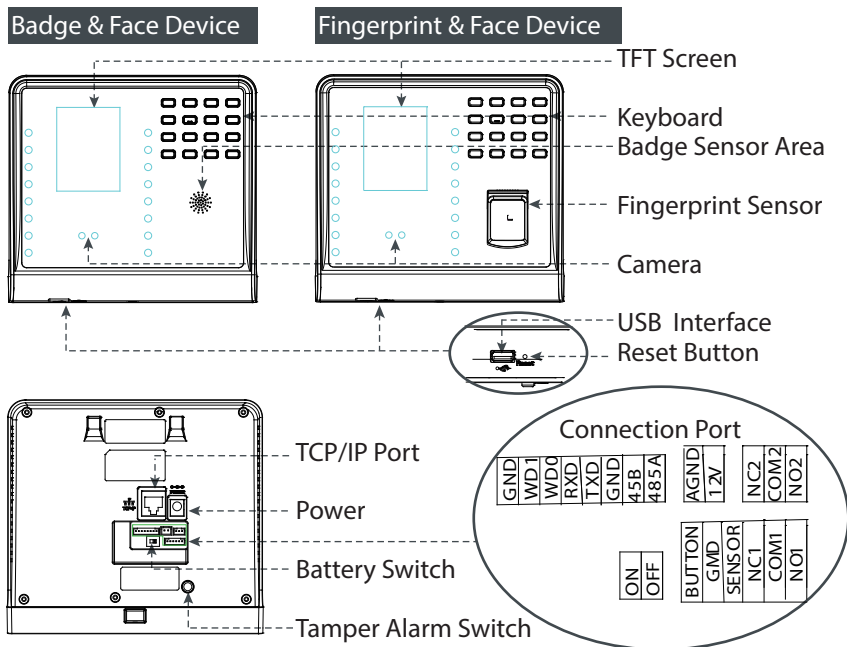 Badge & Face Device
Fingerprint & Face Device
TFT Screen
Keyboard
Badge Sensor Area
Fingerprint Sensor
Camera
USB Interface
Reset Button
Reset
Connection Port
GND
WD1
WD0
RXD
TXD
GND
45B
485A
AGND
12V
NC2
COM2
NO2
ON
OFF
BUTTON
GMD
SENSOR
NC1
COM1
NO1
TCP/IP Port
Power
Battery Switch
Tamper Alarm Switch